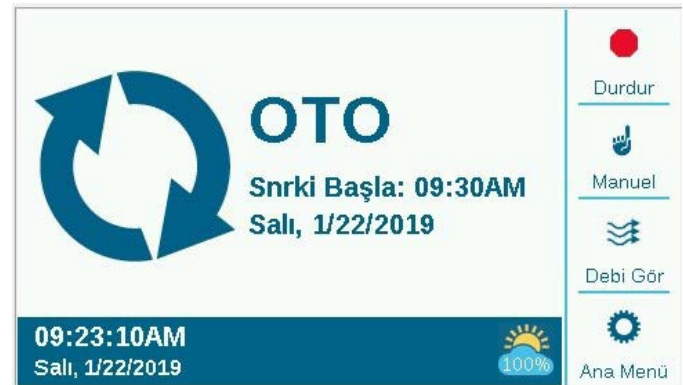 OTO
Snrki Başla: 09:30AM
Salı, 1/22/2019
09:23:10AM
Salı, 1/22/2019
100%
Durdur
Manuel
Debi Gör
Ana Menü